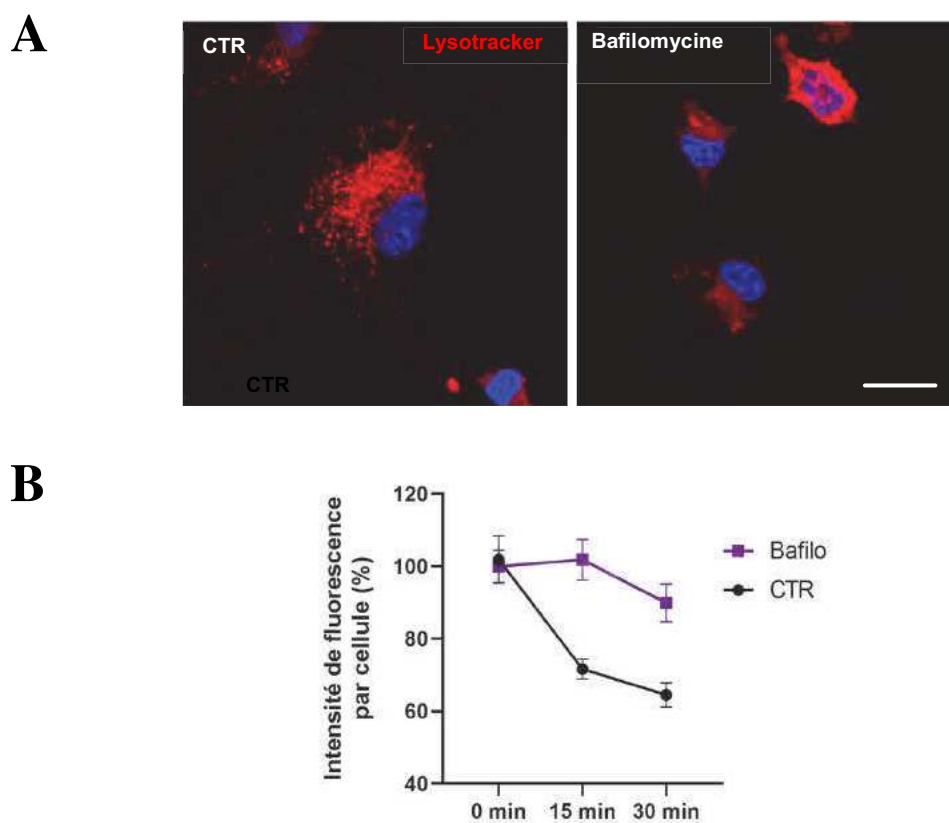 A
CTR
Lysotracker
Bafilomycine
CTR
B
Intensité de fluorescence
par cellule (%)
120
100
80
60
40
0 min
15 min
30 min
Bafilo
CTR